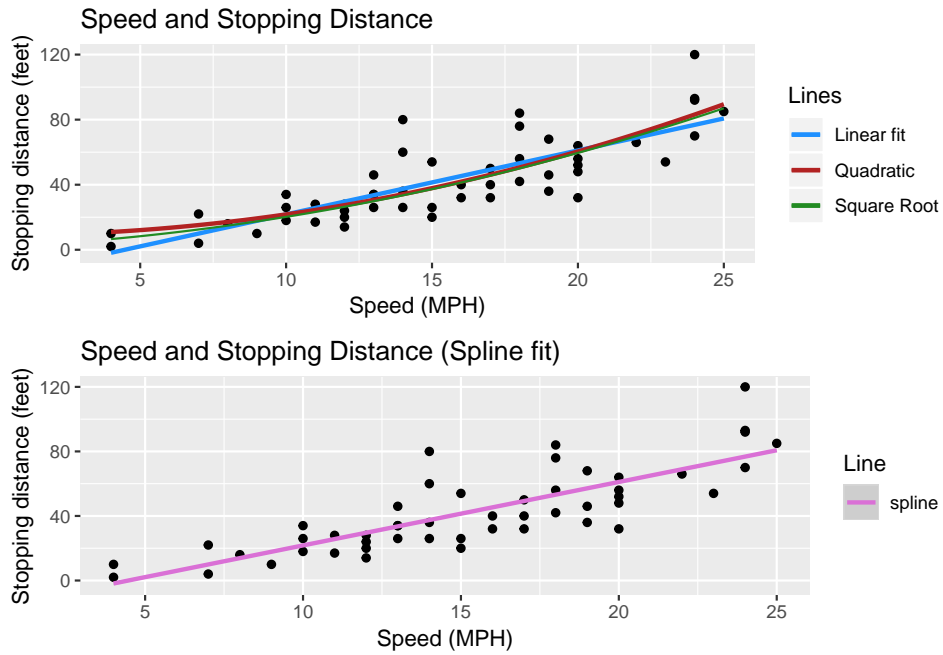 Speed and Stopping Distance
Stopping distance (feet)
120
80
40
0
5 10 15 20 25
Speed (MPH)
Lines
Linear fit
Quadratic
Square Root
Speed and Stopping Distance (Spline fit)
Stopping distance (feet)
120
80
40
0
5 10 15 20 25
Speed (MPH)
Line
spline